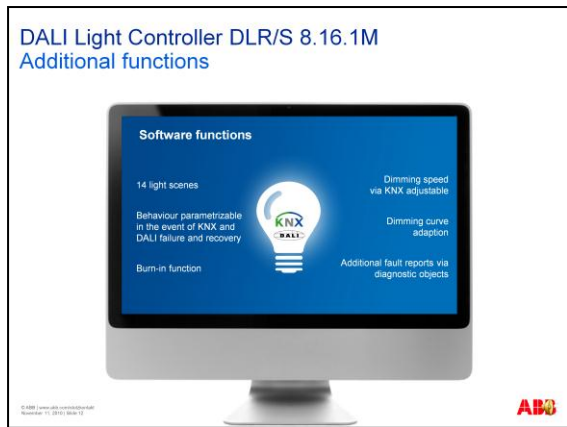 DALI Light Controller DLR/S 8.16.1M
Additional functions
Software functions
14 light scenes
Behaviour parametrizable
in the event of KNX and
DALI failure and recovery
Burn-in function
KNX
DALI
Dimming speed
via KNX adjustable
Dimming curve
adaption
Additional fault reports via
diagnostic objects
ABB